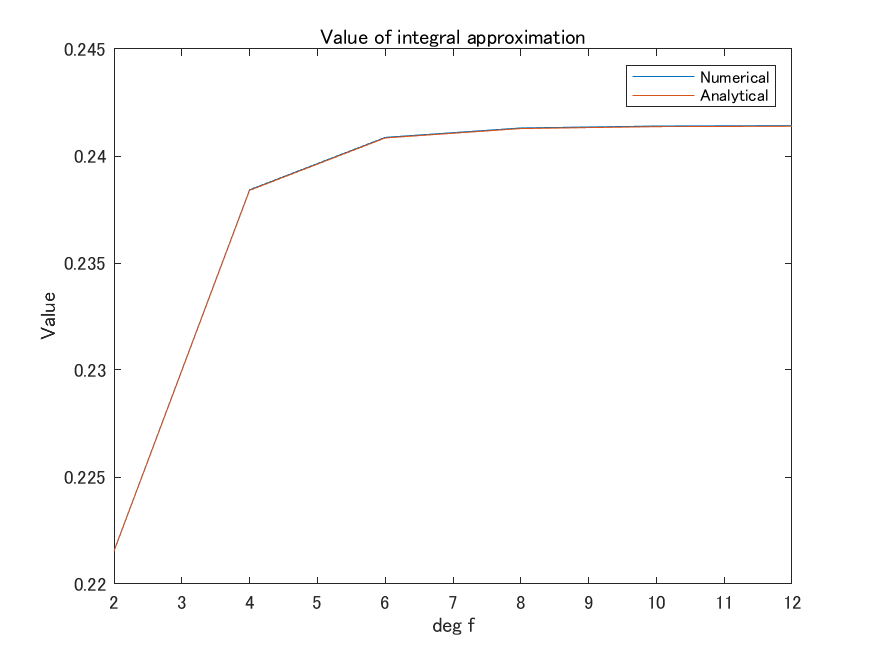 Value of integral approximation
0.245
0.24
0.235
0.23
0.225
0.22
Value
Numerical
Analytical
2 3 4 5 6 7 8 9 10 11 12
deg f